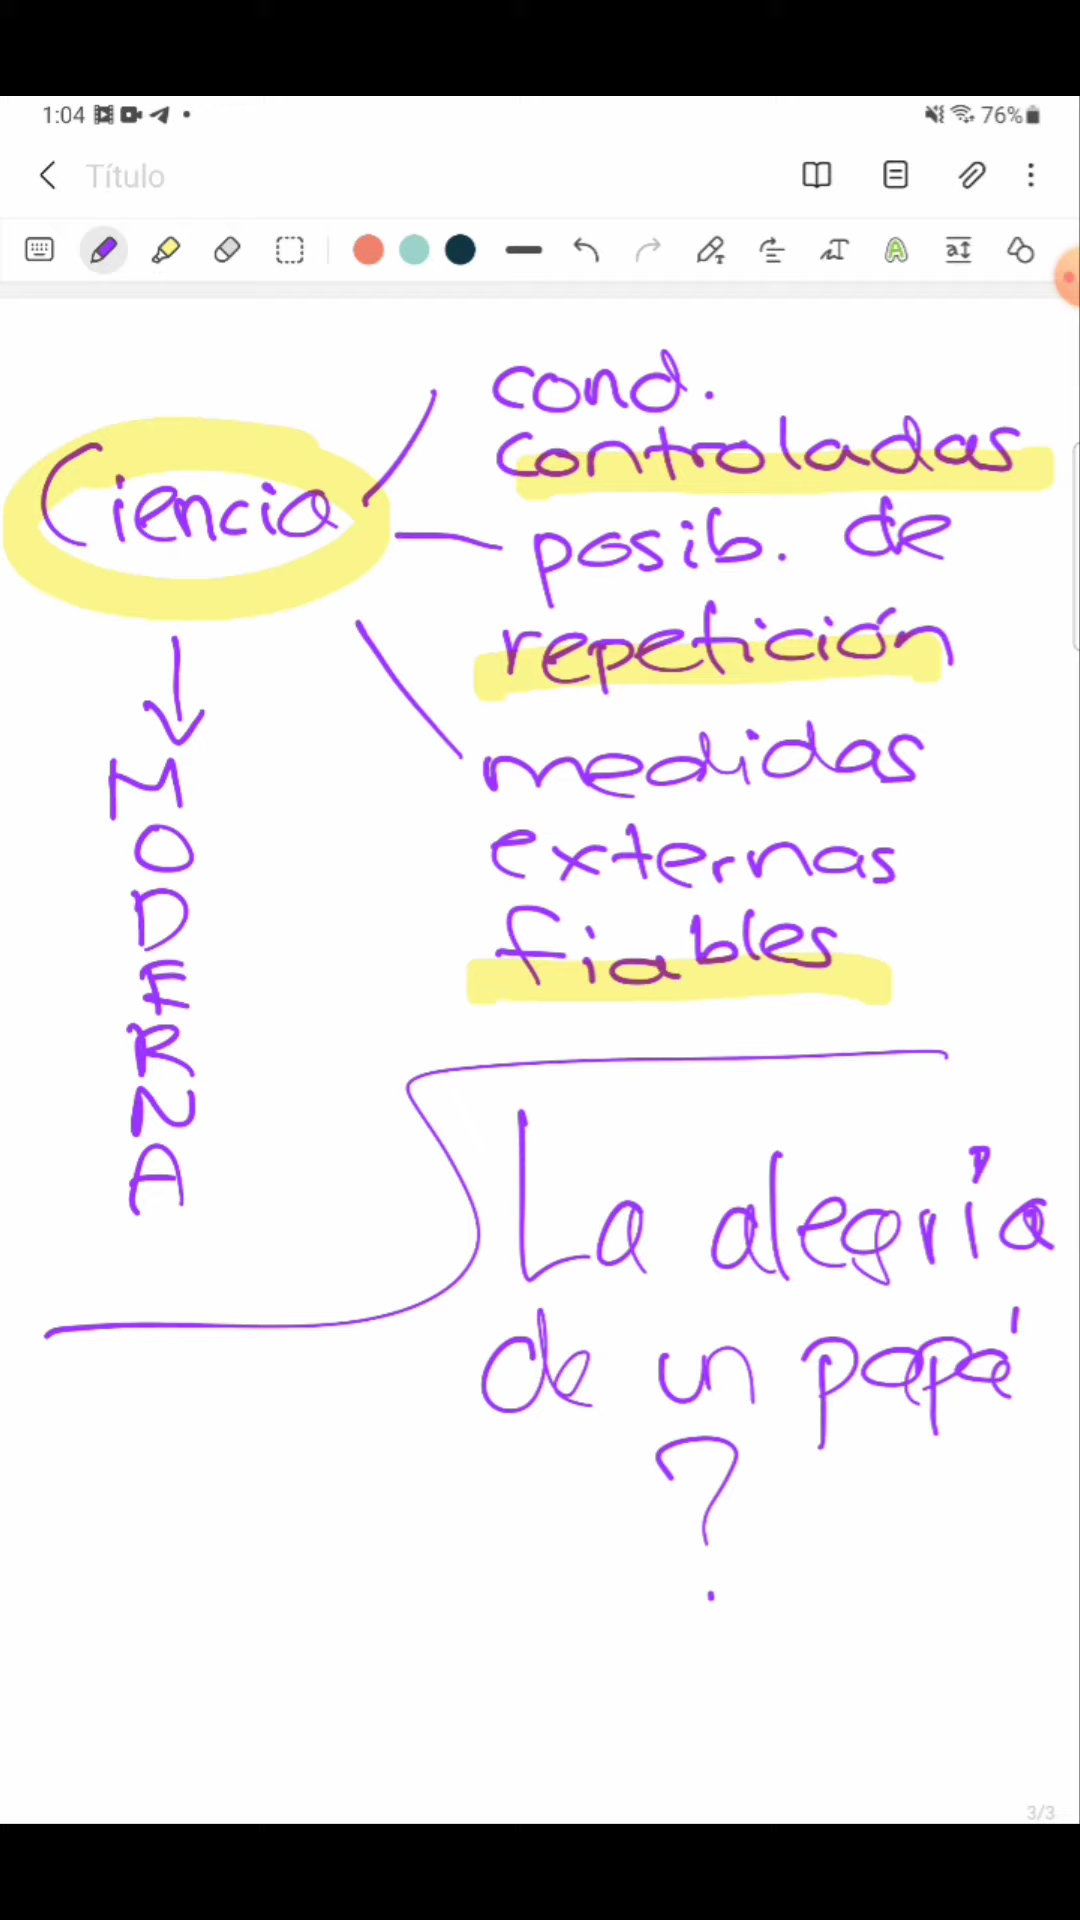 1:04
76%
Título
Ciencia
cond.
controladas
posib. de
repetición
medidas
externas
fiables
MODERNA
La alegría
de un papá
?
3/3